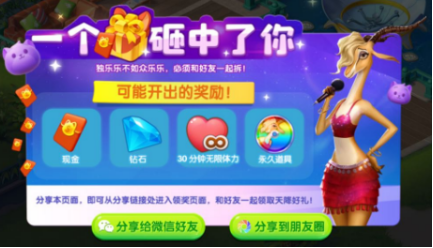 一个砸中了你
独乐乐不如众乐乐，必须和好友一起拆！
可能开出的奖励！
现金
钻石
30分钟无限体力
永久道具
分享本页面，即可从分享链接处进入领奖页面，和好友一起领取天降好礼！
分享给微信好友
分享到朋友圈